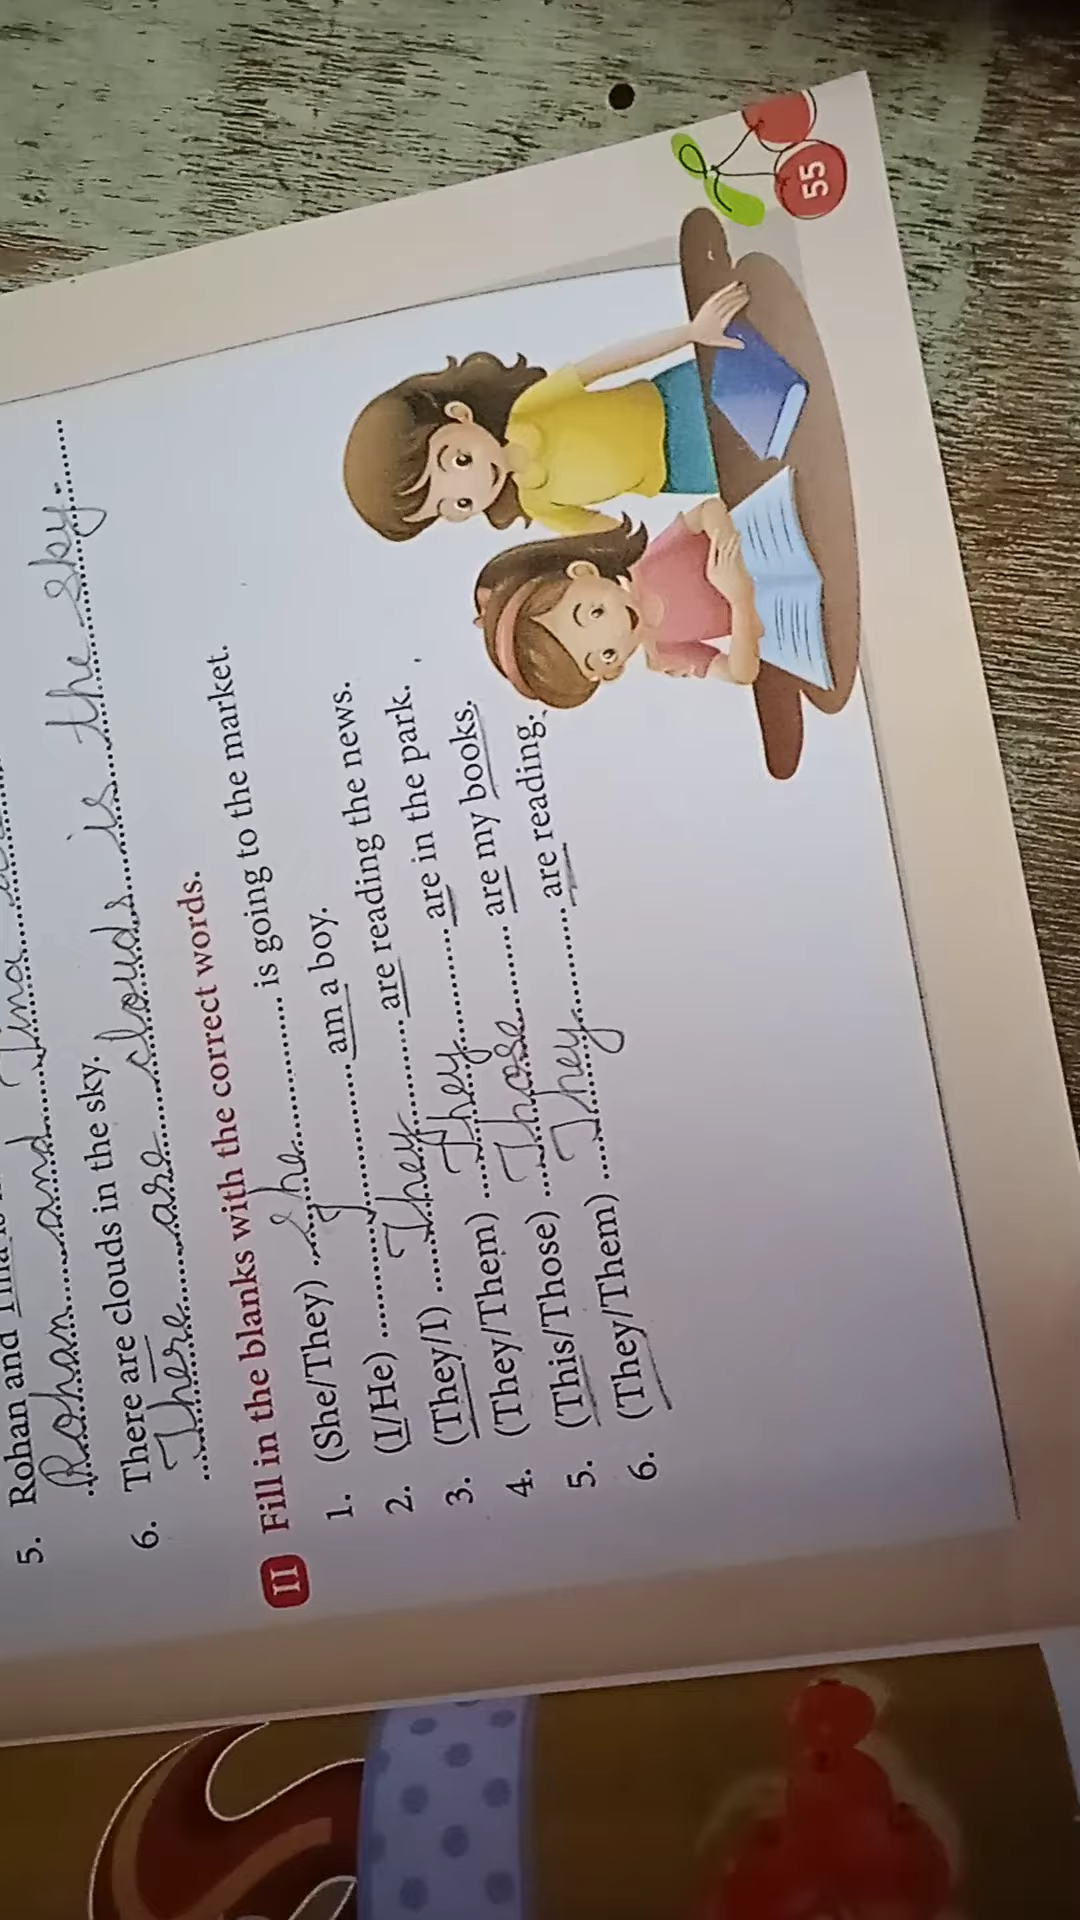 5. Rohan and
Rohan and Tina
6. There are clouds in the sky.
There are clouds is the sky.
II Fill in the blanks with the correct words.
1. (She/They) She is going to the market.
2. (I/He) I am a boy.
3. (They/I) They are reading the news.
4. (They/Them) They are in the park.
5. (This/Those) Those are my books.
6. (They/Them) They are reading.
55